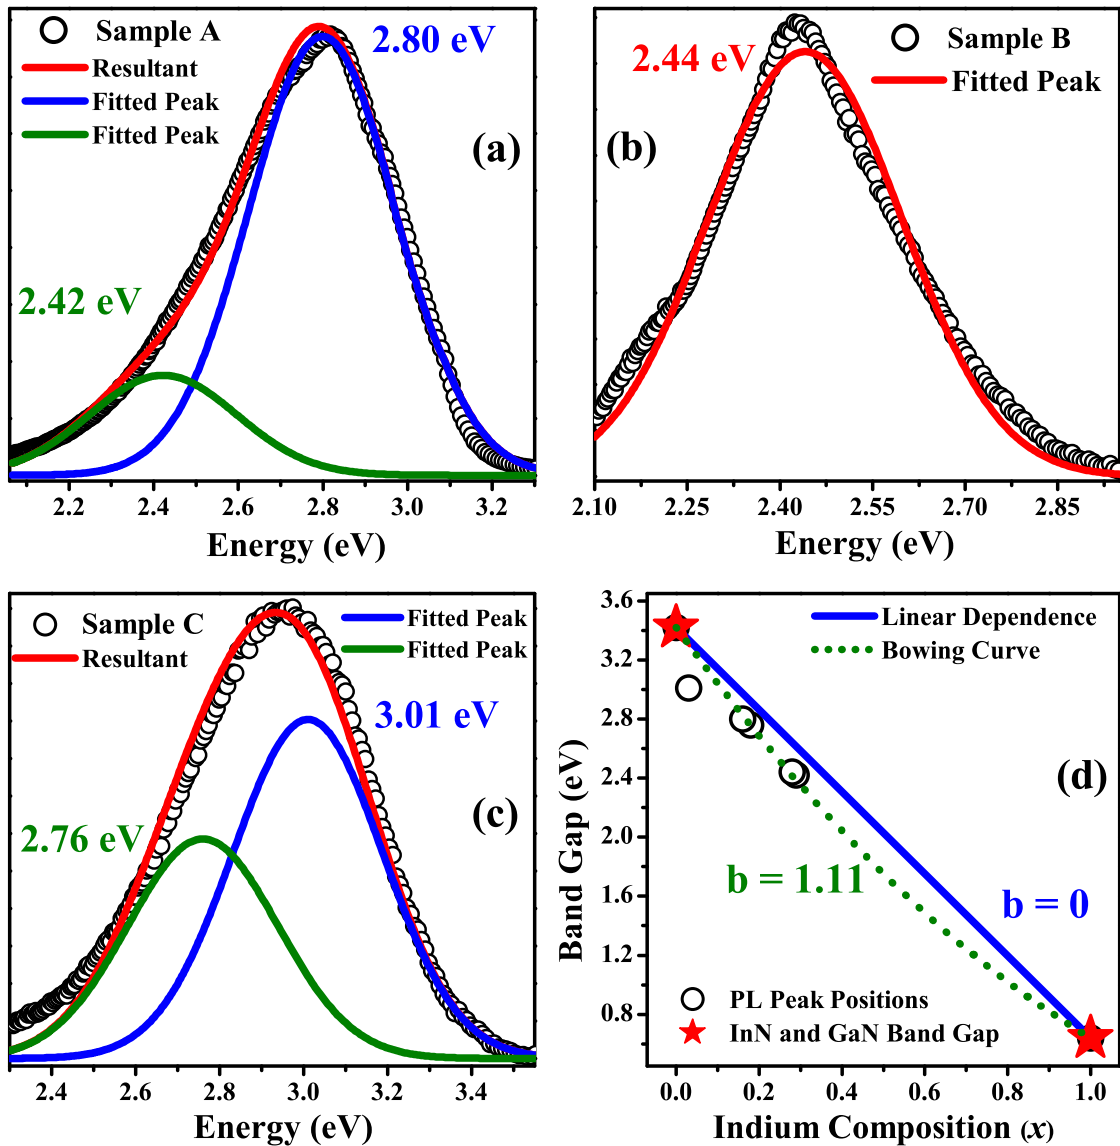 Sample A
Resultant
Fitted Peak
Fitted Peak
2.80 eV
(a)
2.42 eV
2.2 2.4 2.6 2.8 3.0 3.2
Energy (eV)
Sample B
Fitted Peak
2.44 eV
(b)
2.10 2.25 2.40 2.55 2.70 2.85
Energy (eV)
Sample C
Resultant
Fitted Peak
Fitted Peak
3.01 eV
(c)
2.76 eV
2.4 2.6 2.8 3.0 3.2 3.4
Energy (eV)
Linear Dependence
Bowing Curve
(d)
b = 1.11
b = 0
PL Peak Positions
InN and GaN Band Gap
3.6
3.2
2.8
2.4
2.0
1.6
1.2
0.8
Band Gap (eV)
0.0 0.2 0.4 0.6 0.8 1.0
Indium Composition (x)